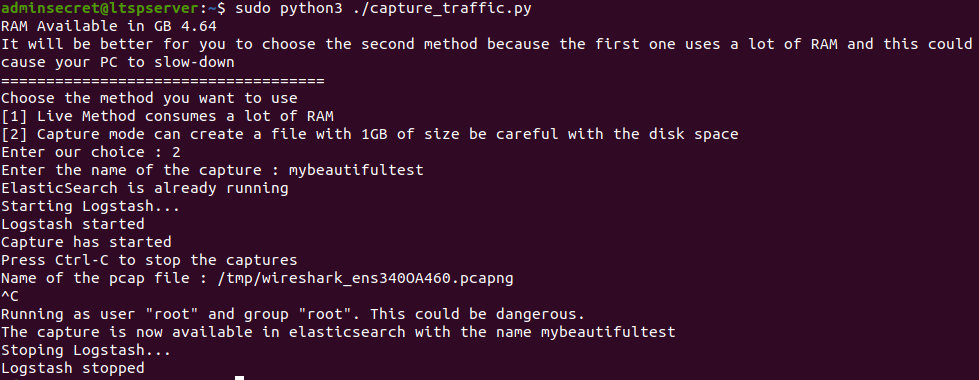 adminsecret@ltspserver:~$ sudo python3 ./capture_traffic.py
RAM Available in GB 4.64
It will be better for you to choose the second method because the first one uses a lot of RAM and this could
cause your PC to slow-down
====================================
Choose the method you want to use
[1] Live Method consumes a lot of RAM
[2] Capture mode can create a file with 1GB of size be careful with the disk space
Enter our choice : 2
Enter the name of the capture : mybeautifultest
ElasticSearch is already running
Starting Logstash...
Logstash started
Capture has started
Press Ctrl-C to stop the captures
Name of the pcap file : /tmp/wireshark_ens340OA460.pcapng
^C
Running as user "root" and group "root". This could be dangerous.
The capture is now available in elasticsearch with the name mybeautifultest
Stoping Logstash...
Logstash stopped